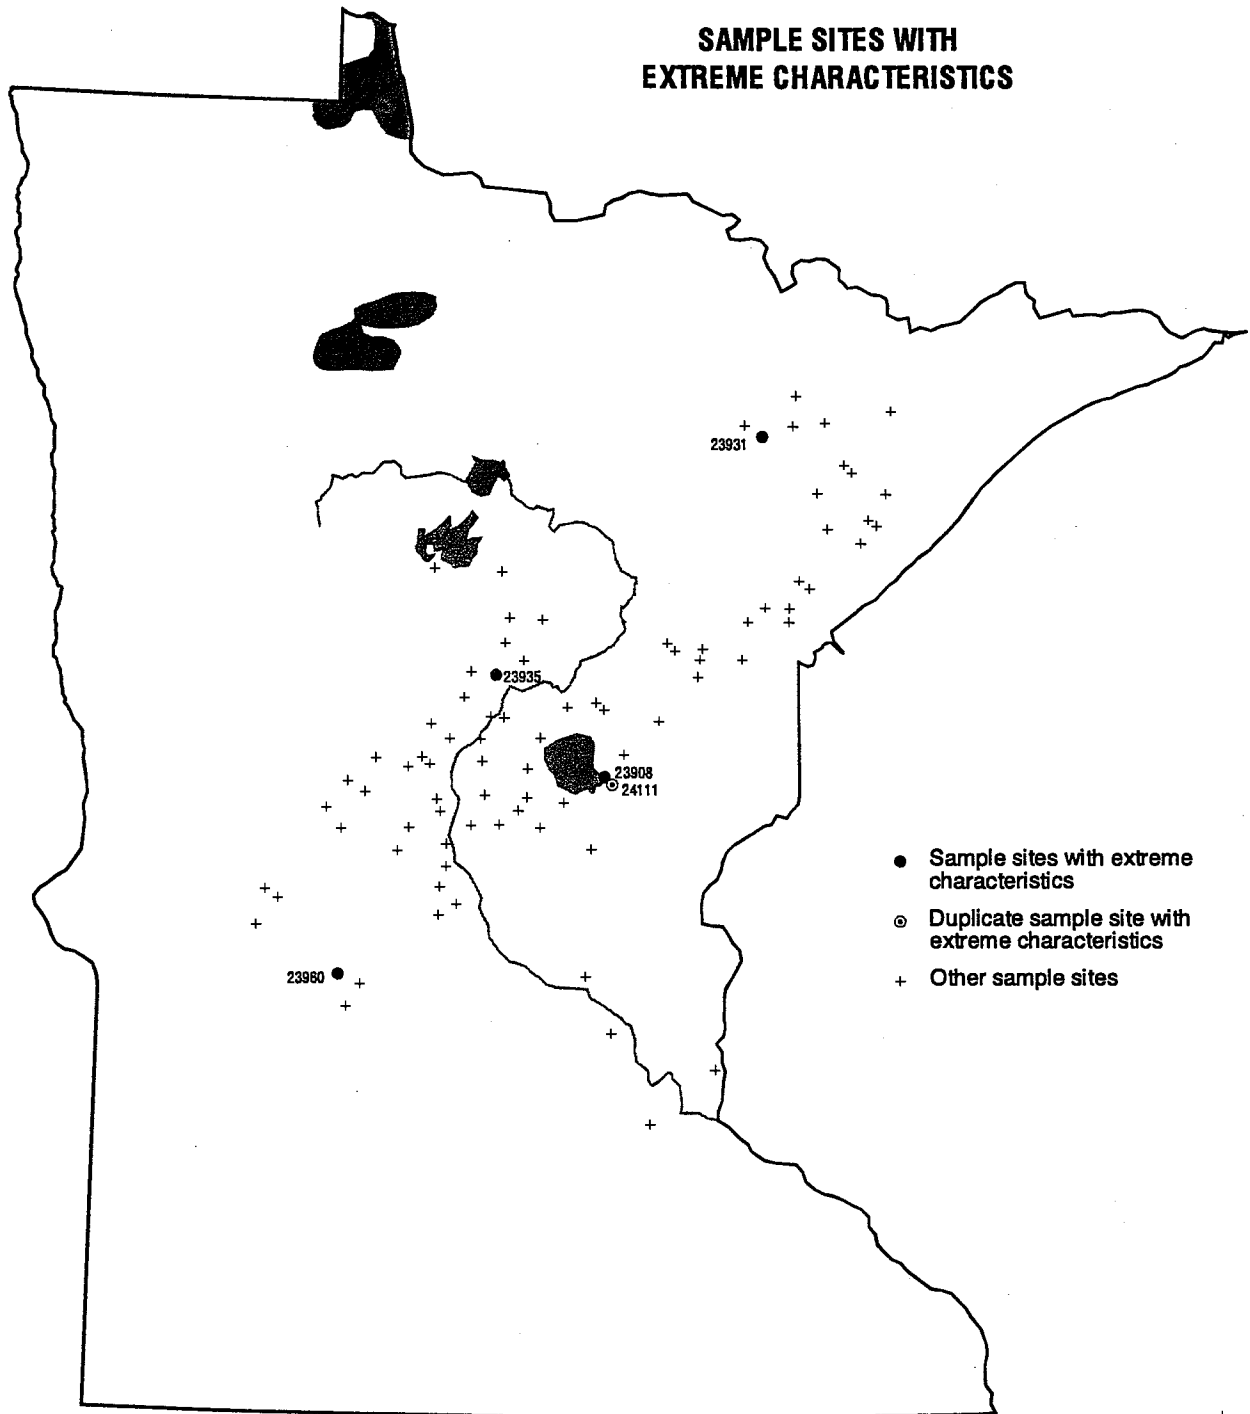 SAMPLE SITES WITH
EXTREME CHARACTERISTICS
23931
23935
23908
24111
Sample sites with extreme
characteristics
Duplicate sample site with
extreme characteristics
23960
Other sample sites